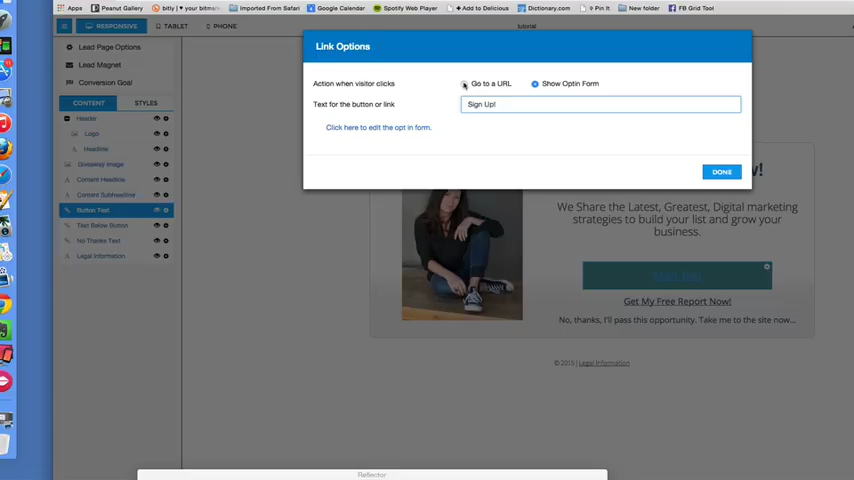 Apps Peanut Gallery bitly | ♥ your bitmark Imported From Safari Google Calendar Spotify Web Player + Add to Delicious Dictionary.com 9 Pin It New folder FB Grid Tool
RESPONSIVE TABLET PHONE tutorial
Lead Page Options
Lead Magnet
Conversion Goal
CONTENT STYLES
Header
Logo
Headline
Giveaway Image
Content Headline
Content Subheadline
Button Text
Text Below Button
No Thanks Text
Legal Information
Link Options
Action when visitor clicks Go to a URL Show Optin Form
Text for the button or link Sign Up!
Click here to edit the opt in form.
DONE
We Share the Latest, Greatest, Digital marketing
strategies to build your list and grow your
business.
Get My Free Report Now!
No, thanks, I'll pass this opportunity. Take me to the site now...
© 2015 | Legal Information
Reflector